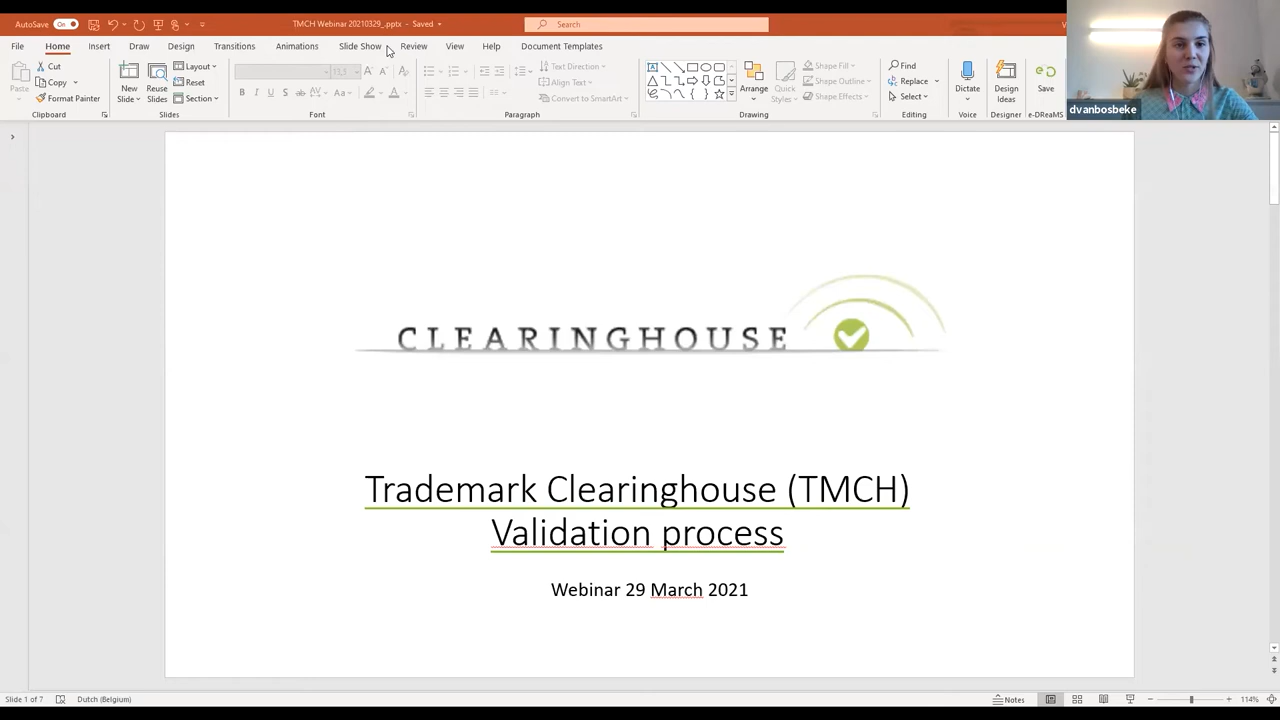 AutoSave On
TMCH Webinar 20210329_.pptx - Saved
Search
File Home Insert Draw Design Transitions Animations Slide Show Review View Help Document Templates
Paste
Cut
Copy
Format Painter
Clipboard
New Slide
Reuse Slides
Layout
Reset
Section
Slides
Font
Text Direction
Align Text
Convert to SmartArt
Paragraph
Arrange
Quick Styles
Shape Fill
Shape Outline
Shape Effects
Drawing
Find
Replace
Select
Editing
Dictate
Voice
Design Ideas
Designer
Save
e-DReaMS
dvanbosbeke
CLEARINGHOUSE
Trademark Clearinghouse (TMCH)
Validation process
Webinar 29 March 2021
Slide 1 of 7 Dutch (Belgium) Notes 114%